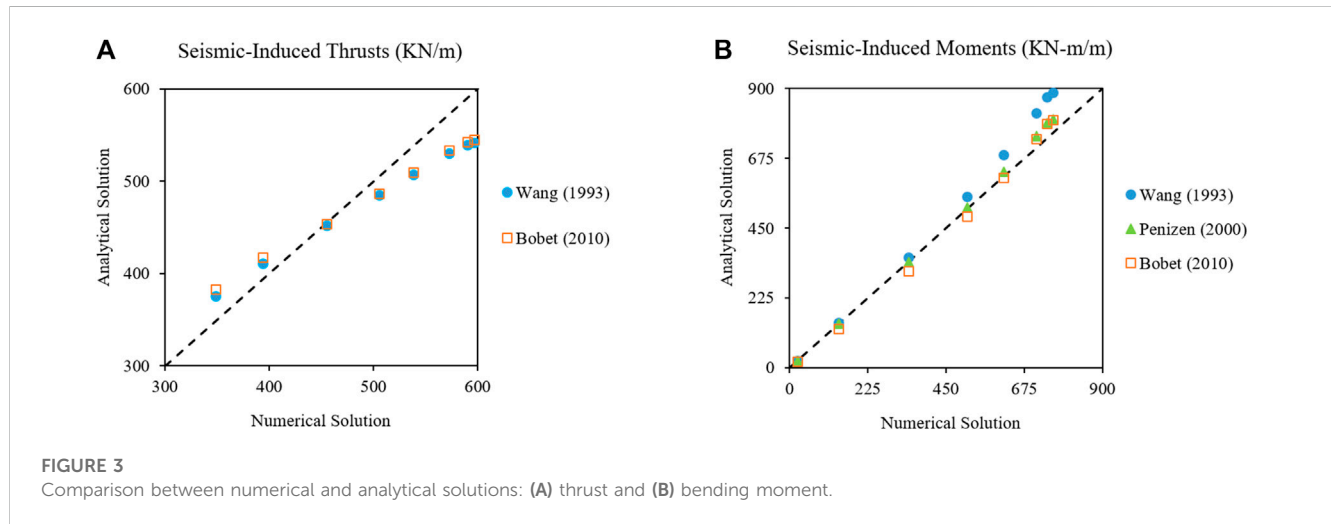 A
Seismic-Induced Thrusts (KN/m)
600
500
400
300
300
400
500
600
Analytical Solution
Numerical Solution
Wang (1993)
Bobet (2010)
B
Seismic-Induced Moments (KN-m/m)
900
675
450
225
0
0
225
450
675
900
Analytical Solution
Numerical Solution
Wang (1993)
Penizen (2000)
Bobet (2010)
FIGURE 3
Comparison between numerical and analytical solutions: (A) thrust and (B) bending moment.